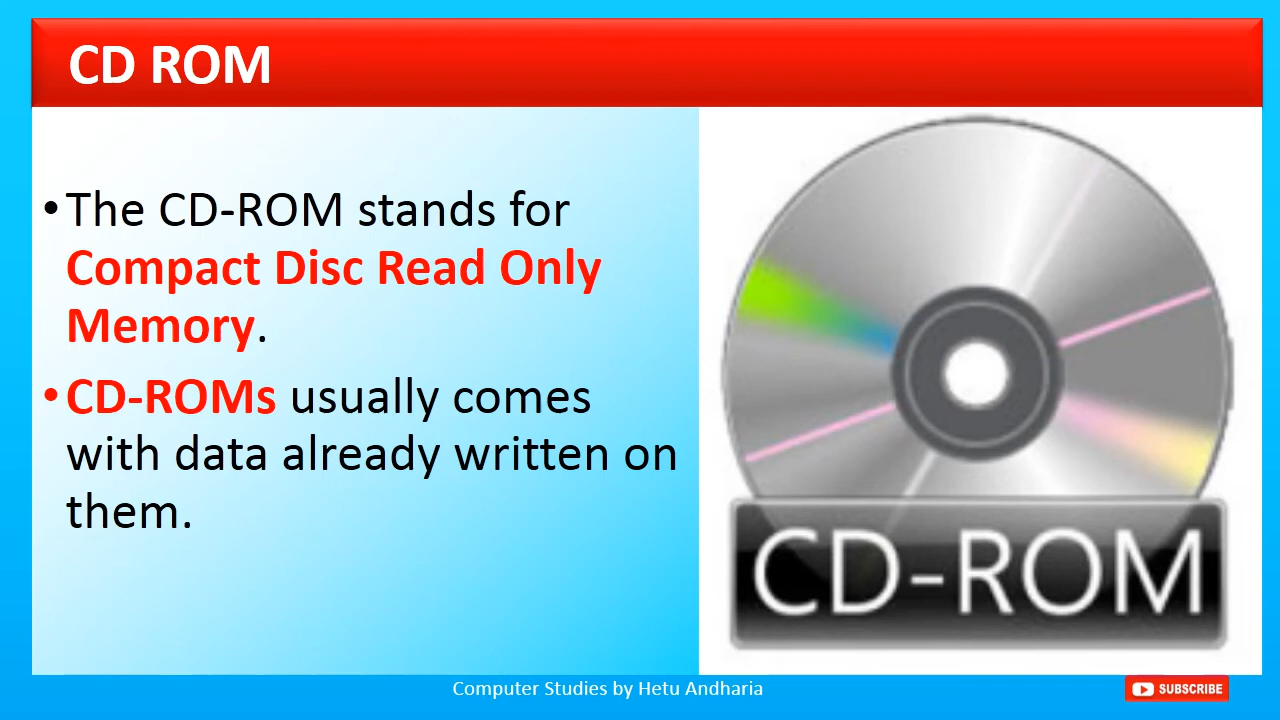 CD ROM
•The CD-ROM stands for
Compact Disc Read Only
Memory.
•CD-ROMs usually comes
with data already written on
them.
CD-ROM
Computer Studies by Hetu Andharia
SUBSCRIBE